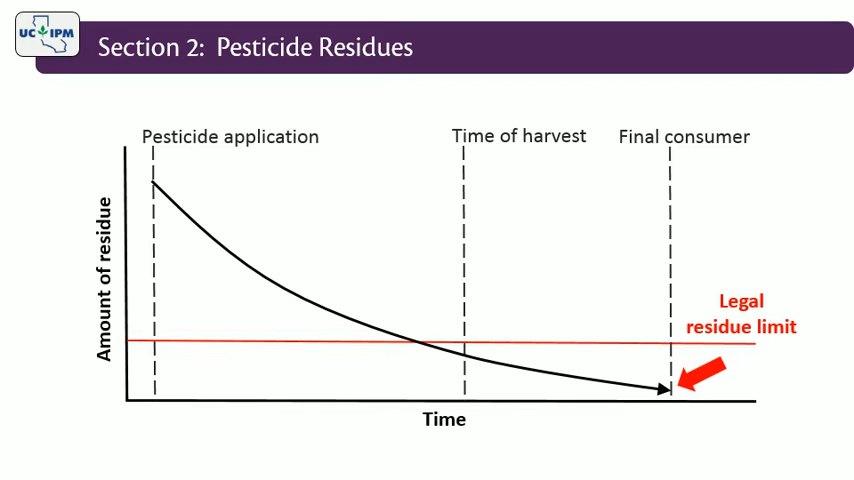 UC IPM
Section 2: Pesticide Residues
Pesticide application
Time of harvest
Final consumer
Amount of residue
Legal
residue limit
Time